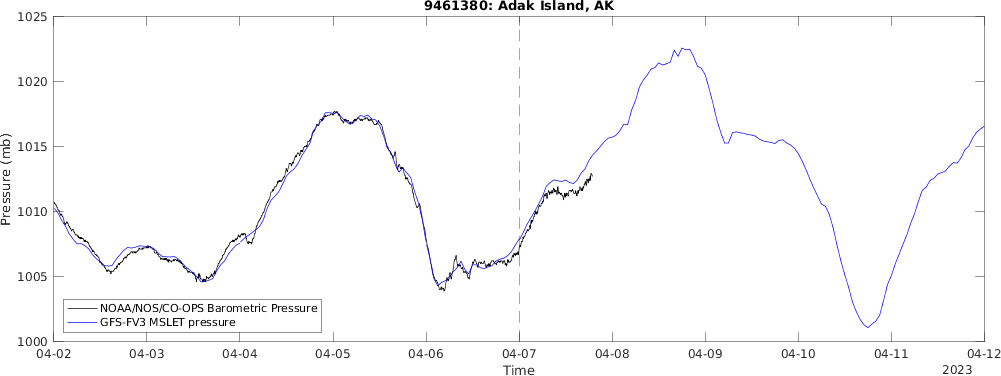 9461380: Adak Island, AK
Pressure (mb)
1025
1020
1015
1010
1005
1000
NOAA/NOS/CO-OPS Barometric Pressure
GFS-FV3 MSLET pressure
04-02 04-03 04-04 04-05 04-06 04-07 04-08 04-09 04-10 04-11 04-12
Time
2023